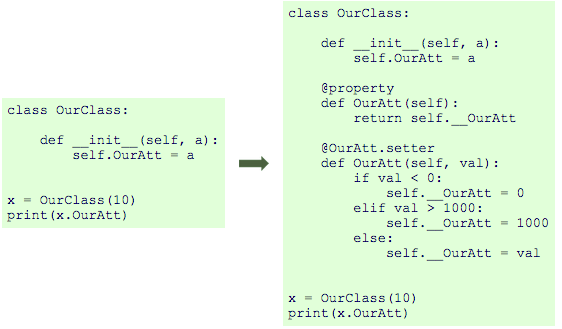 class OurClass:
def __init__(self, a):
self.OurAtt = a
x = OurClass(10)
print(x.OurAtt)
class OurClass:
def __init__(self, a):
self.OurAtt = a
@property
def OurAtt(self):
return self.__OurAtt
@OurAtt.setter
def OurAtt(self, val):
if val < 0:
self.__OurAtt = 0
elif val > 1000:
self.__OurAtt = 1000
else:
self.__OurAtt = val
x = OurClass(10)
print(x.OurAtt)